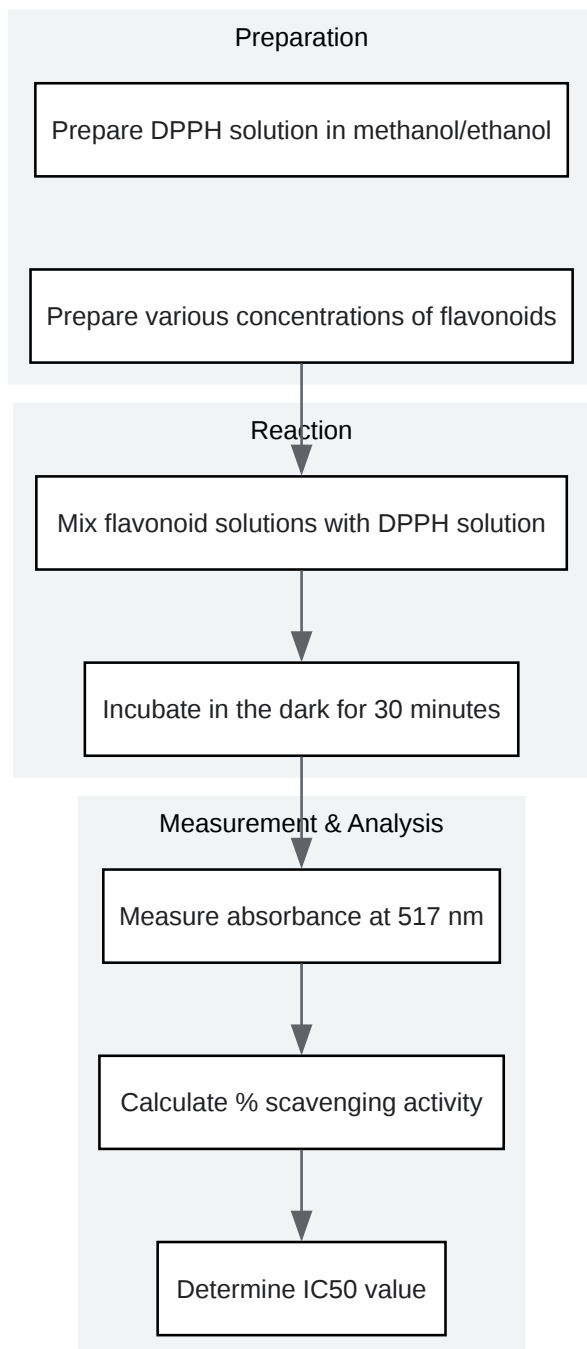 Preparation
Prepare DPPH solution in methanol/ethanol
Prepare various concentrations of flavonoids
Reaction
Mix flavonoid solutions with DPPH solution
Incubate in the dark for 30 minutes
Measurement & Analysis
Measure absorbance at 517 nm
Calculate % scavenging activity
Determine IC50 value